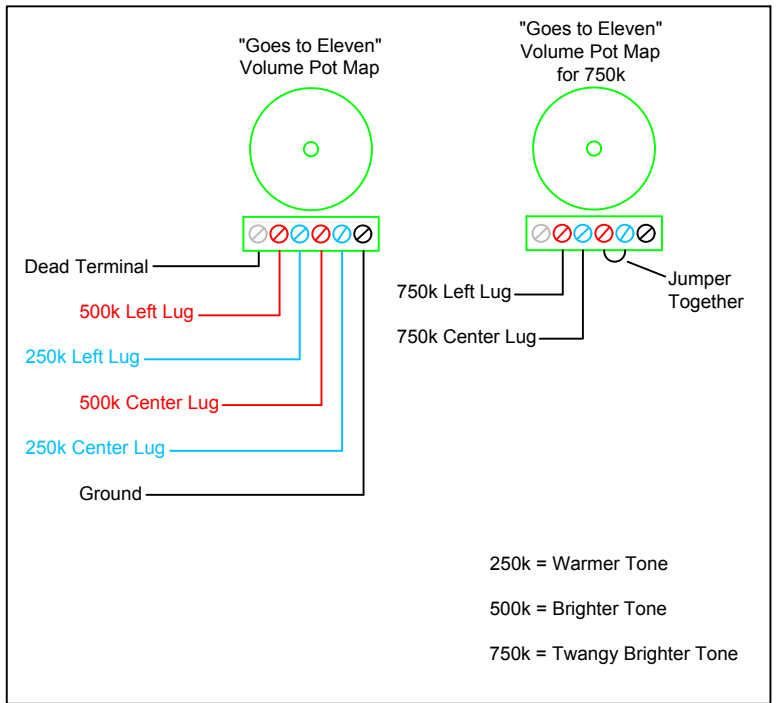 "Goes to Eleven"
Volume Pot Map
Dead Terminal
500k Left Lug
250k Left Lug
500k Center Lug
250k Center Lug
Ground
"Goes to Eleven"
Volume Pot Map
for 750k
750k Left Lug
750k Center Lug
Jumper
Together
250k = Warmer Tone
500k = Brighter Tone
750k = Twangy Brighter Tone